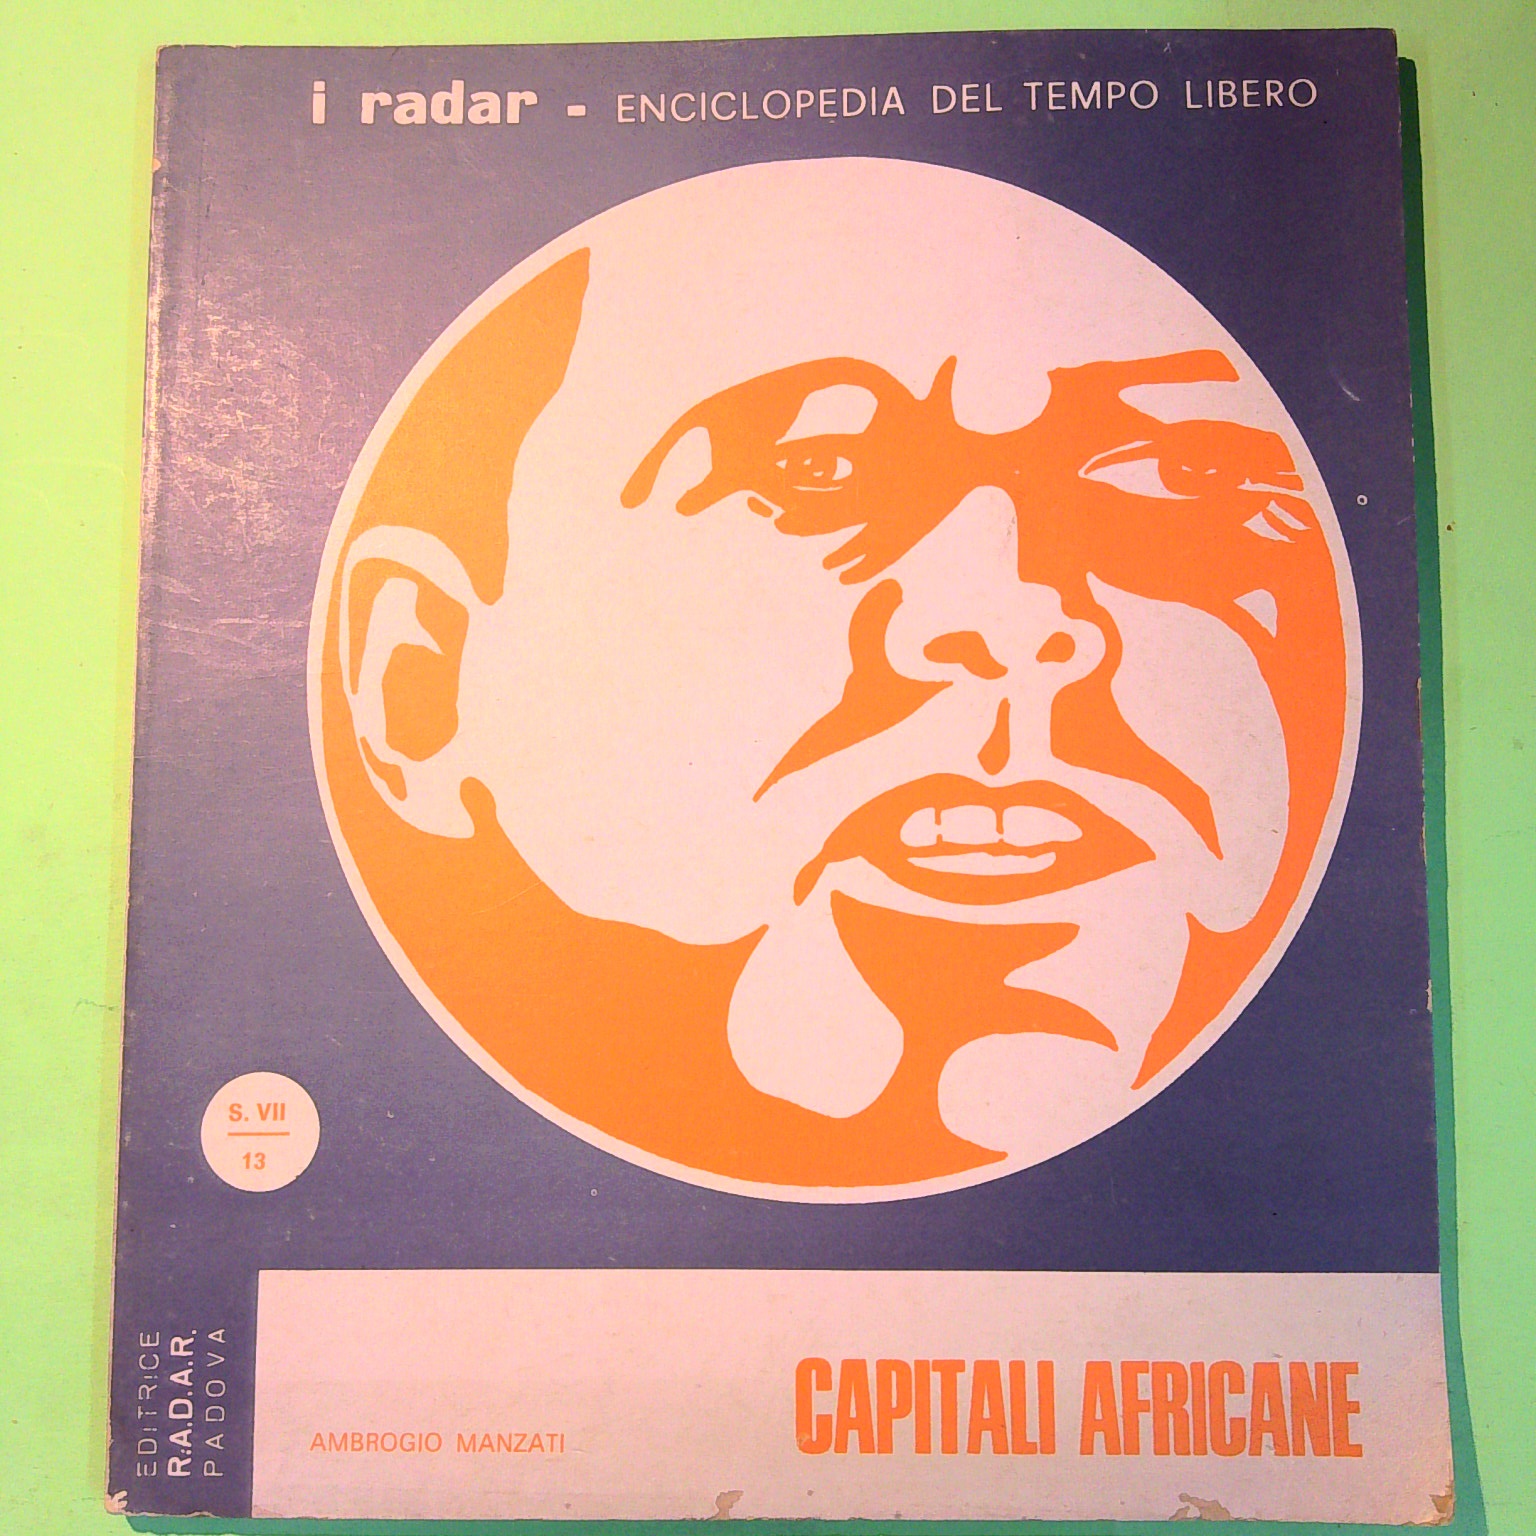 i radar - ENCICLOPEDIA DEL TEMPO LIBERO
S. VII
13
EDITRICE
R.A.D.A.R.
PADOVA
AMBROGIO MANZATI
CAPITALI AFRICANE